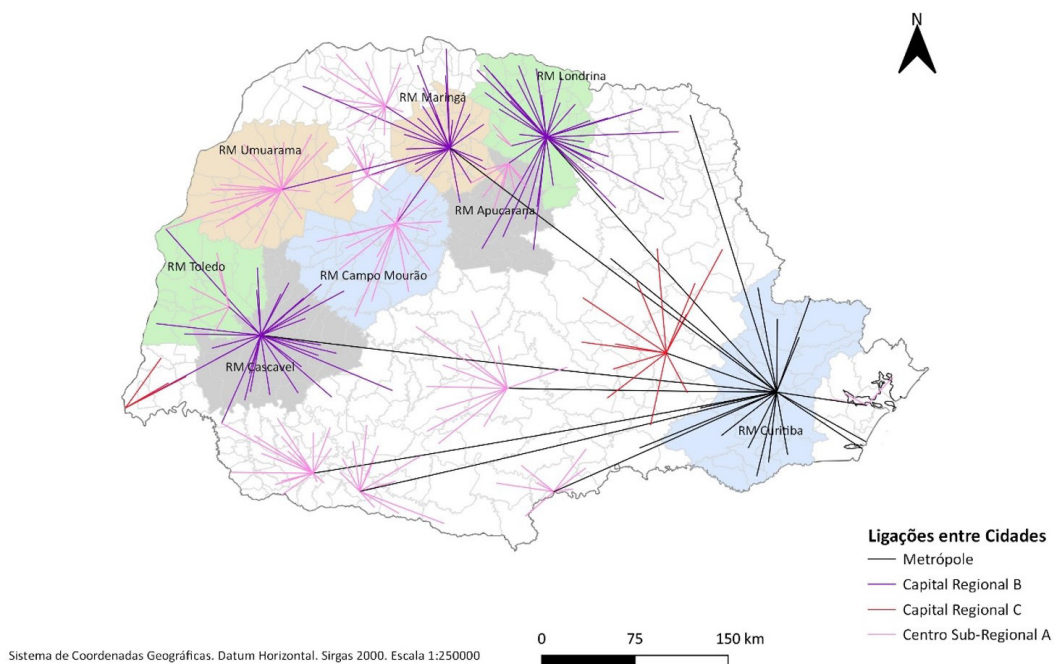 N
RM Londrina
RM Maringá
RM Umuarama
RM Apucarana
RM Toledo
RM Campo Mourão
RM Cascavel
RM Curitiba
Ligações entre Cidades
Metrópole
Capital Regional B
Capital Regional C
Centro Sub-Regional A
0 75 150 km
Sistema de Coordenadas Geográficas. Datum Horizontal. Sirgas 2000. Escala 1:250000